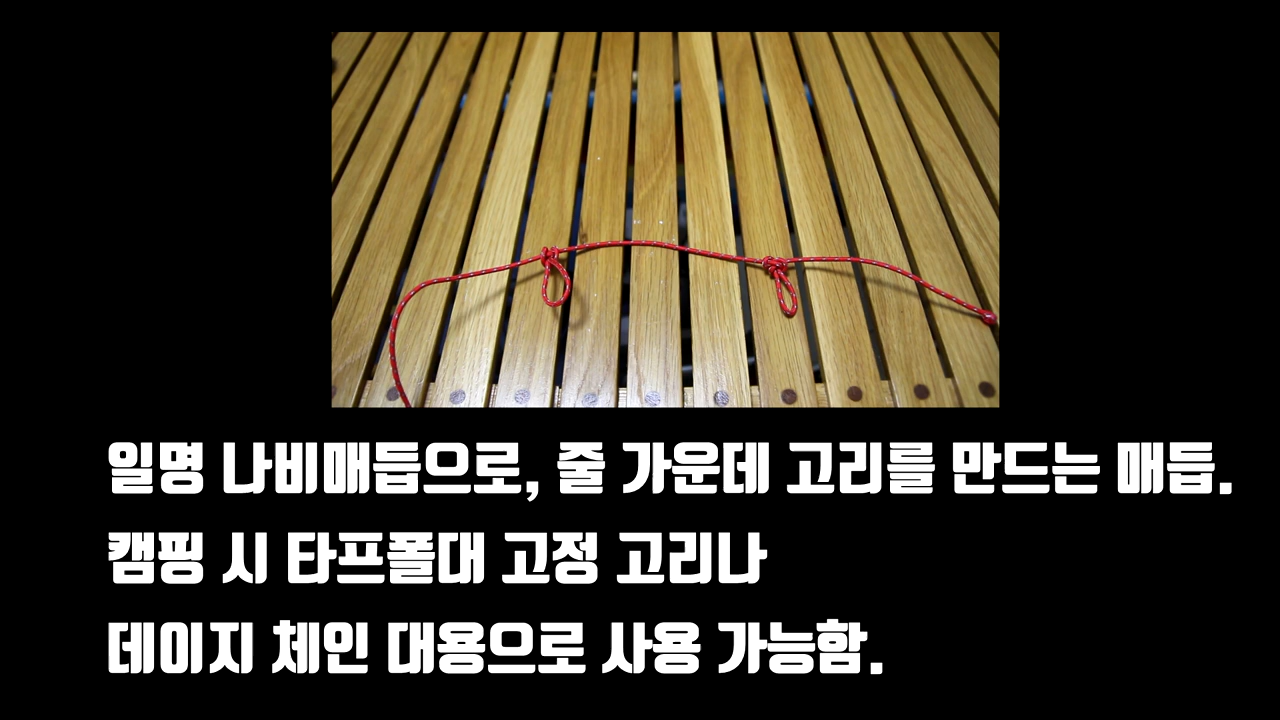 일명 나비매듭으로, 줄 가운데 고리를 만드는 매듭.
캠핑 시 타프폴대 고정 고리나
데이지 체인 대용으로 사용 가능함.